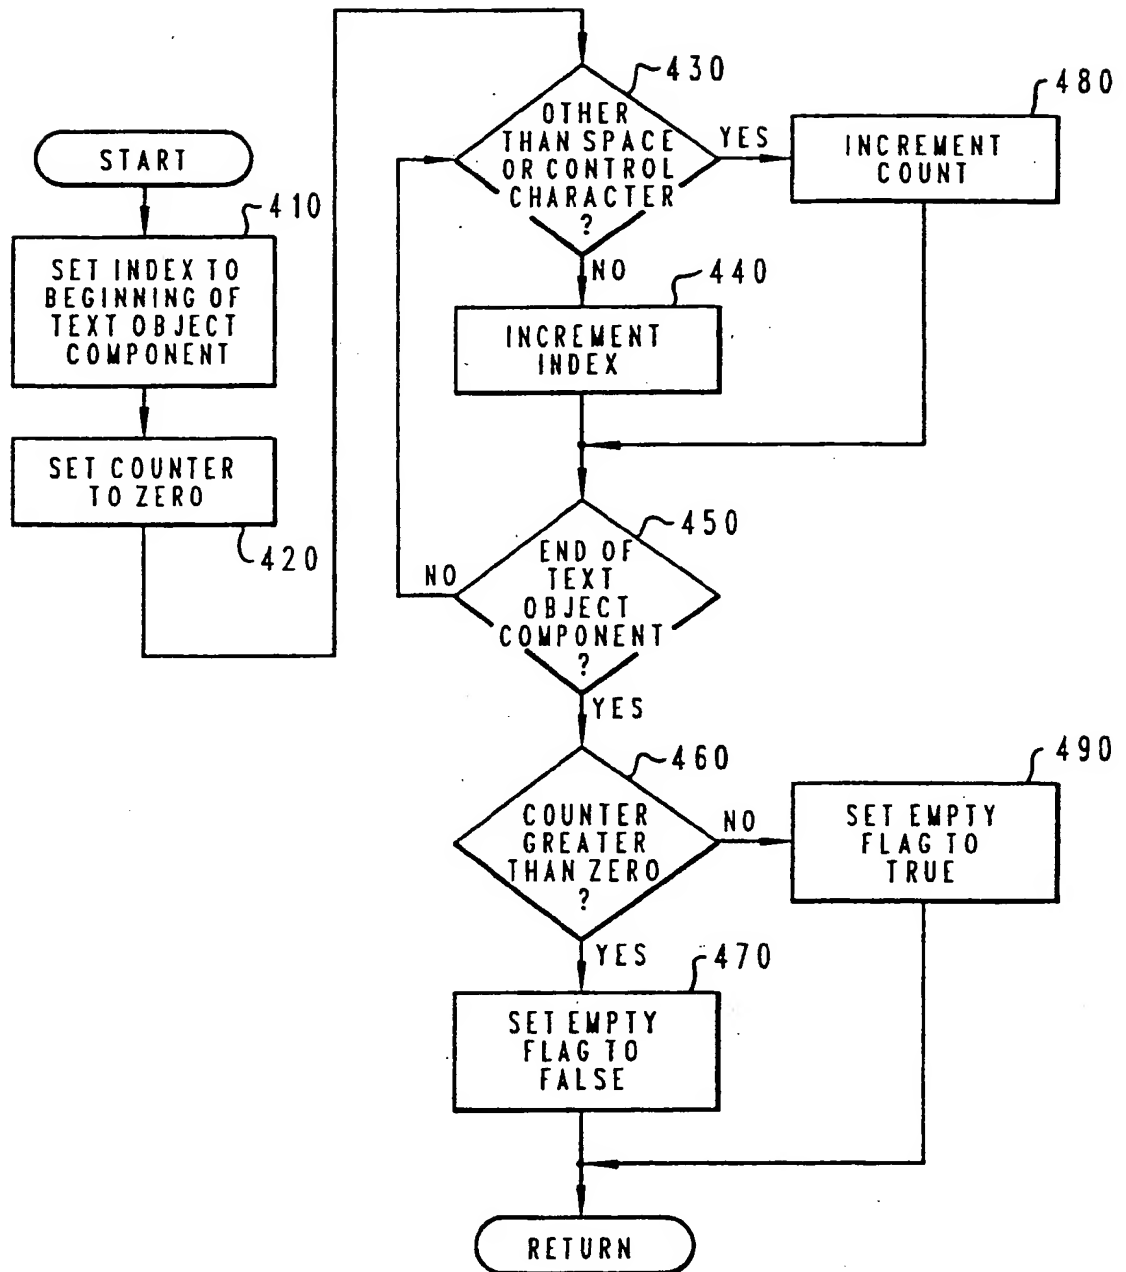 START
410
SET INDEX TO
BEGINNING OF
TEXT OBJECT
COMPONENT
SET COUNTER
TO ZERO
420
430
OTHER
THAN SPACE
OR CONTROL
CHARACTER
?
YES
480
INCREMENT
COUNT
NO
440
INCREMENT
INDEX
450
END OF
TEXT
OBJECT
COMPONENT
?
NO
YES
460
COUNTER
GREATER
THAN ZERO
?
NO
490
SET EMPTY
FLAG TO
TRUE
YES
470
SET EMPTY
FLAG TO
FALSE
RETURN